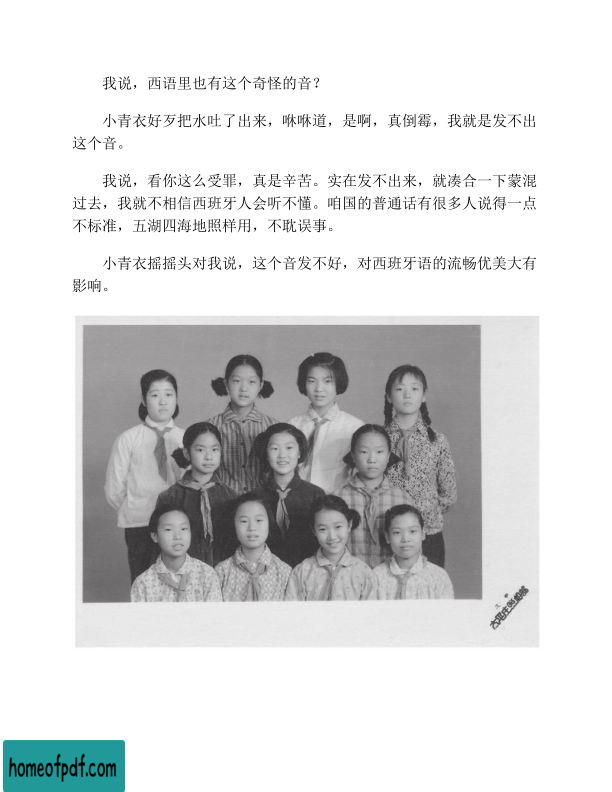 我说，西语里也有这个奇怪的音？
小青衣好歹把水吐了出来，咻咻道，是啊，真倒霉，我就是发不出
这个音。
我说，看你这么受罪，真是辛苦。实在发不出来，就凑合一下蒙混
过去，我就不相信西班牙人会听不懂。咱国的普通话有很多人说得一点
不标准，五湖四海地照样用，不耽误事。
小青衣摇摇头对我说，这个音发不好，对西班牙语的流畅优美大有
影响。
homeofpdf.com